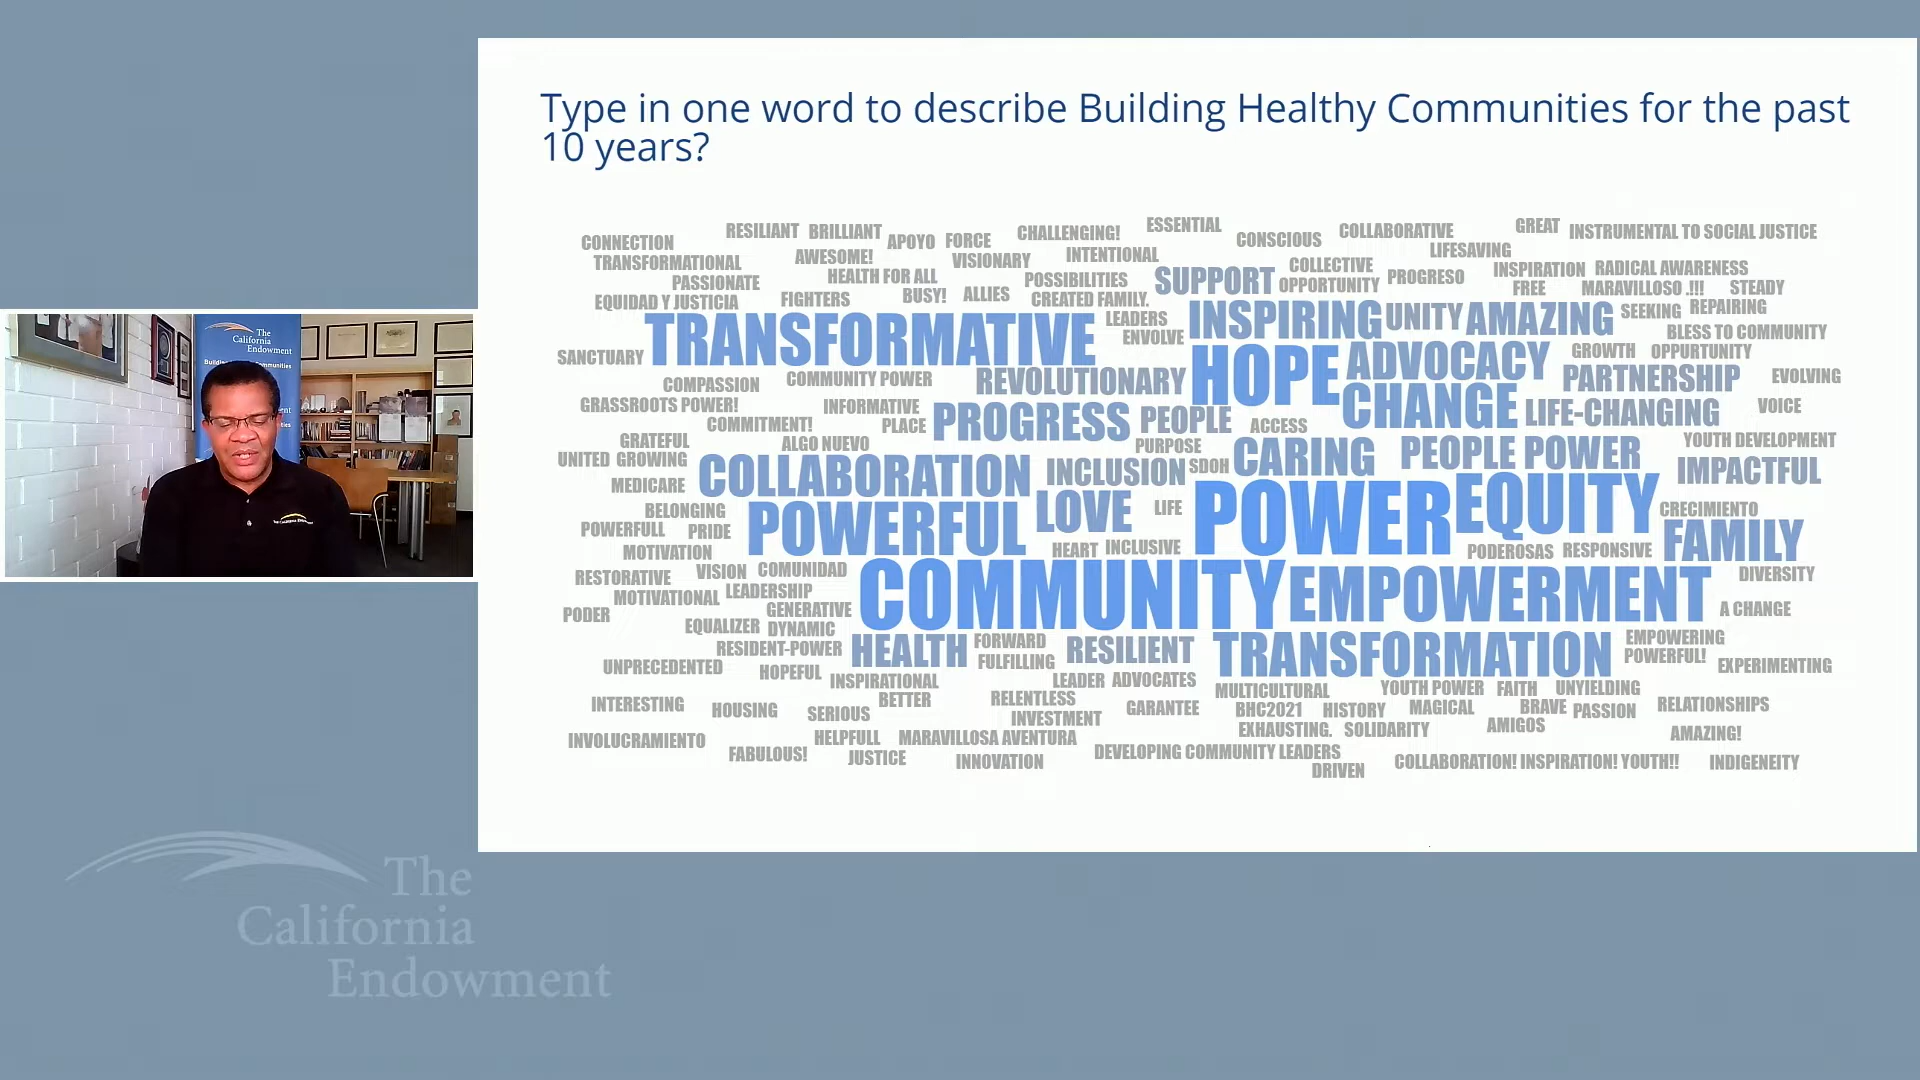 Type in one word to describe Building Healthy Communities for the past
10 years?
ESSENTIAL
RESILIANT BRILLIANT CHALLENGING! COLLABORATIVE GREAT INSTRUMENTAL TO SOCIAL JUSTICE
CONNECTION APOYO FORCE CONSCIOUS
TRANSFORMATIONAL AWESOME! VISIONARY INTENTIONAL LIFESAVING
PASSIONATE HEALTH FOR ALL POSSIBILITIES SUPPORT COLLECTIVE PROGRESO INSPIRATION RADICAL AWARENESS
OPPORTUNITY FREE MARAVILLOSO .!!! STEADY
EQUIDAD Y JUSTICIA FIGHTERS BUSY! ALLIES CREATED FAMILY.
TRANSFORMATIVE LEADERS INSPIRING UNITY AMAZING SEEKING REPAIRING
ENVOLVE BLESS TO COMMUNITY
SANCTUARY HOPE ADVOCACY GROWTH OPPURTUNITY
COMPASSION COMMUNITY POWER REVOLUTIONARY PARTNERSHIP EVOLVING
GRASSROOTS POWER! INFORMATIVE CHANGE LIFE-CHANGING VOICE
COMMITMENT! PLACE PROGRESS PEOPLE ACCESS
GRATEFUL ALGO NUEVO PURPOSE YOUTH DEVELOPMENT
UNITED GROWING COLLABORATION INCLUSION SDOH CARING PEOPLE POWER IMPACTFUL
MEDICARE
BELONGING LOVE LIFE POWER EQUITY CRECIMIENTO
POWERFULL PRIDE POWERFUL FAMILY
MOTIVATION HEART INCLUSIVE PODEROSAS RESPONSIVE
RESTORATIVE VISION COMUNIDAD DIVERSITY
MOTIVATIONAL LEADERSHIP COMMUNITY EMPOWERMENT
PODER GENERATIVE A CHANGE
EQUALIZER DYNAMIC
RESIDENT-POWER HEALTH FORWARD RESILIENT TRANSFORMATION EMPOWERING
UNPRECEDENTED HOPEFUL FULFILLING POWERFUL! EXPERIMENTING
INSPIRATIONAL LEADER ADVOCATES
MULTICULTURAL YOUTH POWER FAITH UNYIELDING
INTERESTING HOUSING BETTER RELENTLESS GARANTEE BHC2021 HISTORY MAGICAL BRAVE PASSION RELATIONSHIPS
SERIOUS INVESTMENT
EXHAUSTING. SOLIDARITY AMIGOS AMAZING!
INVOLUCRAMIENTO HELPFULL MARAVILLOSA AVENTURA
FABULOUS! JUSTICE INNOVATION DEVELOPING COMMUNITY LEADERS
DRIVEN COLLABORATION! INSPIRATION! YOUTH!! INDIGENEITY
The
California
Endowment
The
California
Endowment